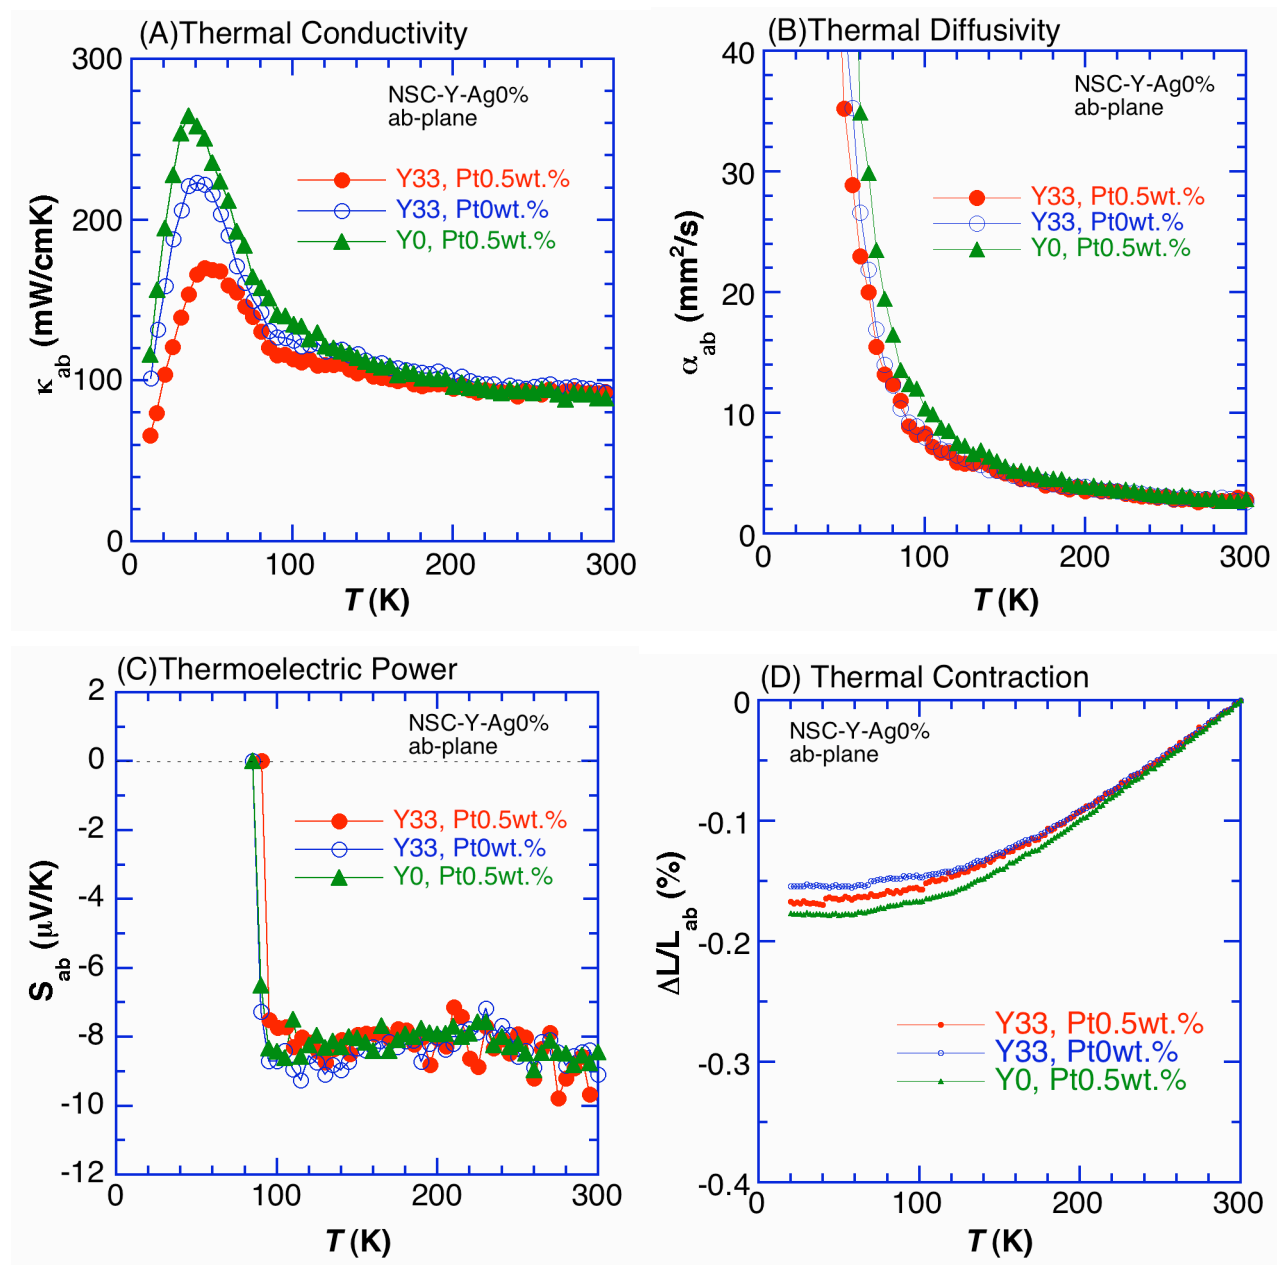 (A)Thermal Conductivity
300
200
100
0
0
100
200
300
κab (mW/cmK)
T (K)
NSC-Y-Ag0%
ab-plane
Y33, Pt0.5wt.%
Y33, Pt0wt.%
Y0, Pt0.5wt.%
(B)Thermal Diffusivity
40
30
20
10
0
0
100
200
300
αab (mm²/s)
T (K)
NSC-Y-Ag0%
ab-plane
Y33, Pt0.5wt.%
Y33, Pt0wt.%
Y0, Pt0.5wt.%
(C)Thermoelectric Power
2
0
-2
-4
-6
-8
-10
-12
0
100
200
300
Sab (μV/K)
T (K)
NSC-Y-Ag0%
ab-plane
Y33, Pt0.5wt.%
Y33, Pt0wt.%
Y0, Pt0.5wt.%
(D) Thermal Contraction
0
-0.1
-0.2
-0.3
-0.4
0
100
200
300
ΔL/Lab (%)
T (K)
NSC-Y-Ag0%
ab-plane
Y33, Pt0.5wt.%
Y33, Pt0wt.%
Y0, Pt0.5wt.%